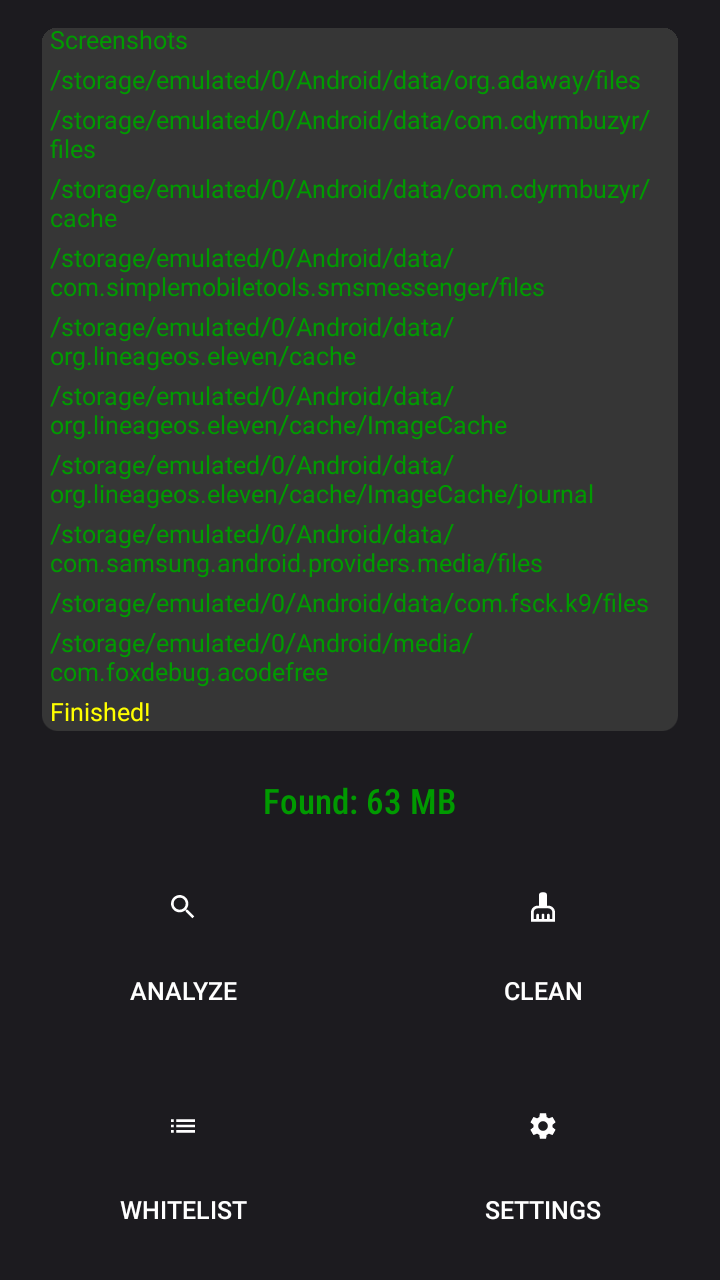 Screenshots
/storage/emulated/0/Android/data/org.adaway/files
/storage/emulated/0/Android/data/com.cdyrmbuzyr/
files
/storage/emulated/0/Android/data/com.cdyrmbuzyr/
cache
/storage/emulated/0/Android/data/
com.simplemobiletools.smsmessenger/files
/storage/emulated/0/Android/data/
org.lineageos.eleven/cache
/storage/emulated/0/Android/data/
org.lineageos.eleven/cache/ImageCache
/storage/emulated/0/Android/data/
org.lineageos.eleven/cache/ImageCache/journal
/storage/emulated/0/Android/data/
com.samsung.android.providers.media/files
/storage/emulated/0/Android/data/com.fsck.k9/files
/storage/emulated/0/Android/media/
com.foxdebug.acodefree
Finished!
Found: 63 MB
ANALYZE
CLEAN
WHITELIST
SETTINGS